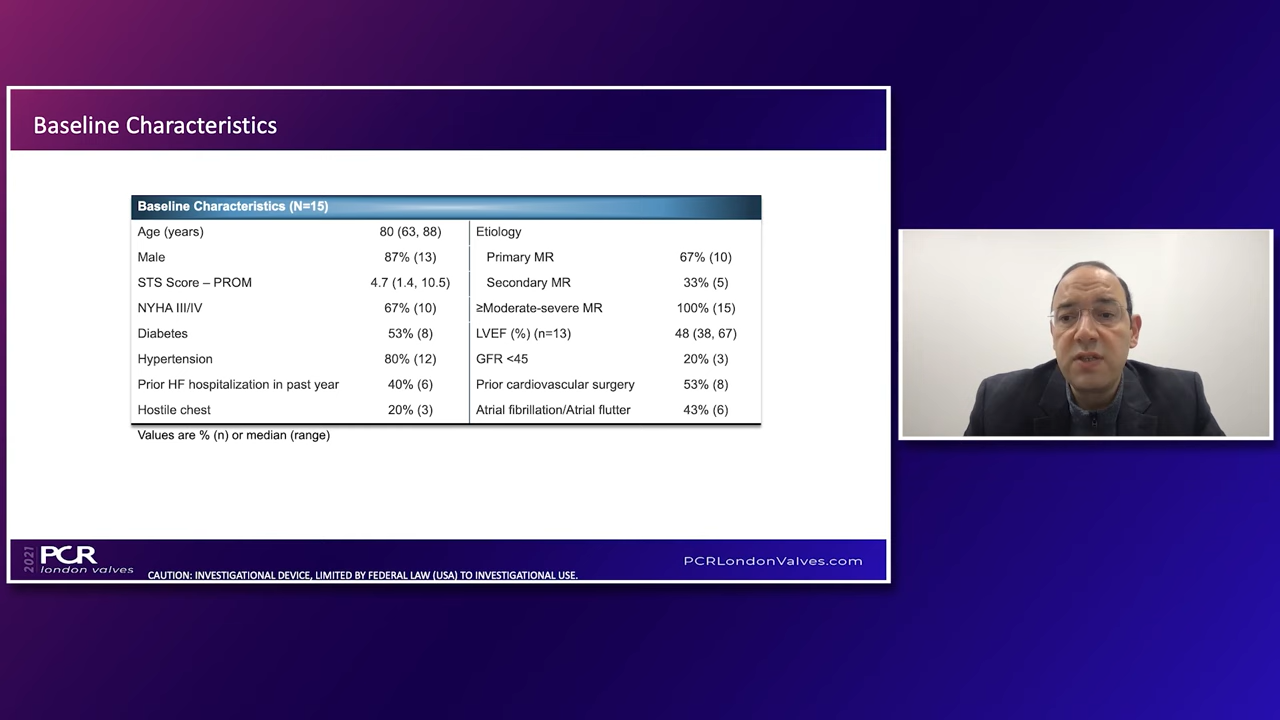 Baseline Characteristics
Baseline Characteristics (N=15)
Age (years) 80 (63, 88) Etiology
Male 87% (13) Primary MR 67% (10)
STS Score – PROM 4.7 (1.4, 10.5) Secondary MR 33% (5)
NYHA III/IV 67% (10) ≥Moderate-severe MR 100% (15)
Diabetes 53% (8) LVEF (%) (n=13) 48 (38, 67)
Hypertension 80% (12) GFR <45 20% (3)
Prior HF hospitalization in past year 40% (6) Prior cardiovascular surgery 53% (8)
Hostile chest 20% (3) Atrial fibrillation/Atrial flutter 43% (6)
Values are % (n) or median (range)
2021 PCR
london valves
CAUTION: INVESTIGATIONAL DEVICE, LIMITED BY FEDERAL LAW (USA) TO INVESTIGATIONAL USE.
PCRLondonValves.com